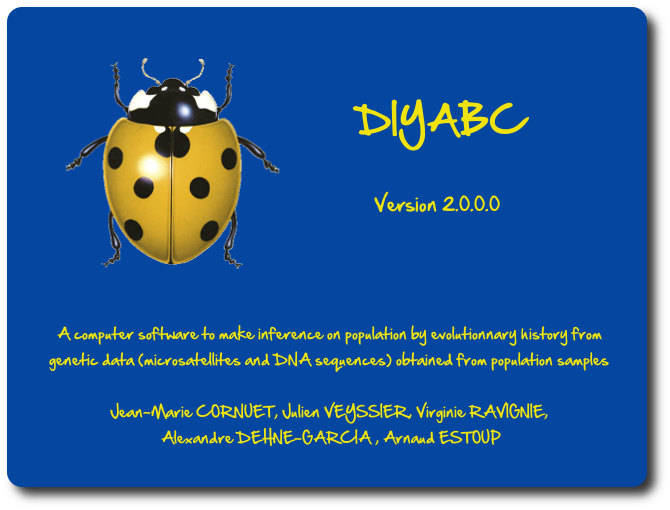 DIYABC
Version 2.0.0.0
A computer software to make inference on population by evolutionnary history from
genetic data (microsatellites and DNA sequences) obtained from population samples
Jean-Marie CORNUET, Julien VEYSSIER, Virginie RAVIGNIE,
Alexandre DEHNE-GARCIA , Arnaud ESTOUP